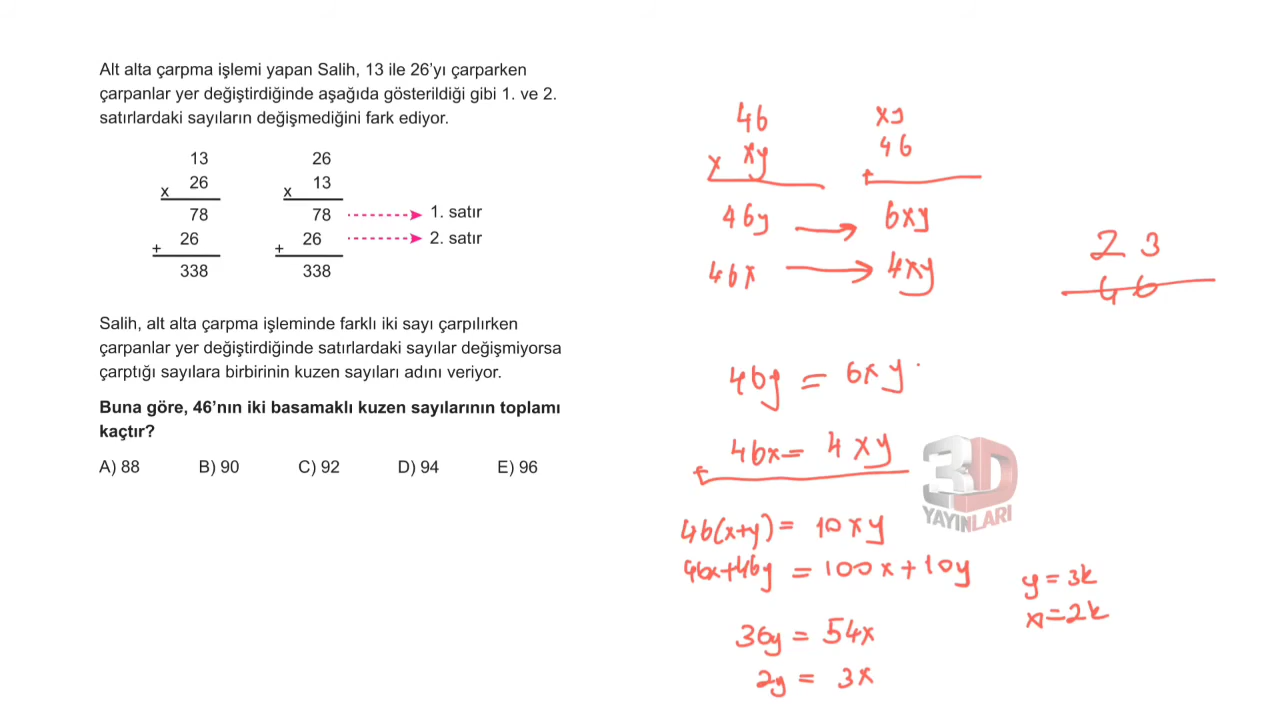 Alt alta çarpma işlemi yapan Salih, 13 ile 26'yı çarparken
çarpanlar yer değiştirdiğinde aşağıda gösterildiği gibi 1. ve 2.
satırlardaki sayıların değişmediğini fark ediyor.
13
x 26
78
+ 26
338
26
x 13
78 → 1. satır
+ 26 → 2. satır
338
Salih, alt alta çarpma işleminde farklı iki sayı çarpılırken
çarpanlar yer değiştirdiğinde satırlardaki sayılar değişmiyorsa
çarptığı sayılara birbirinin kuzen sayıları adını veriyor.
Buna göre, 46'nın iki basamaklı kuzen sayılarının toplamı
kaçtır?
A) 88 B) 90 C) 92 D) 94 E) 96
46
x xy
xy
46
46y → 6xy
46x → 4xy
23
46
46y = 6xy
46x = 4xy
+
46(x+y) = 10xy
46x+46y = 100x+10y
36y = 54x
2y = 3x
y=3k
x=2k
3D
YAYINLARI